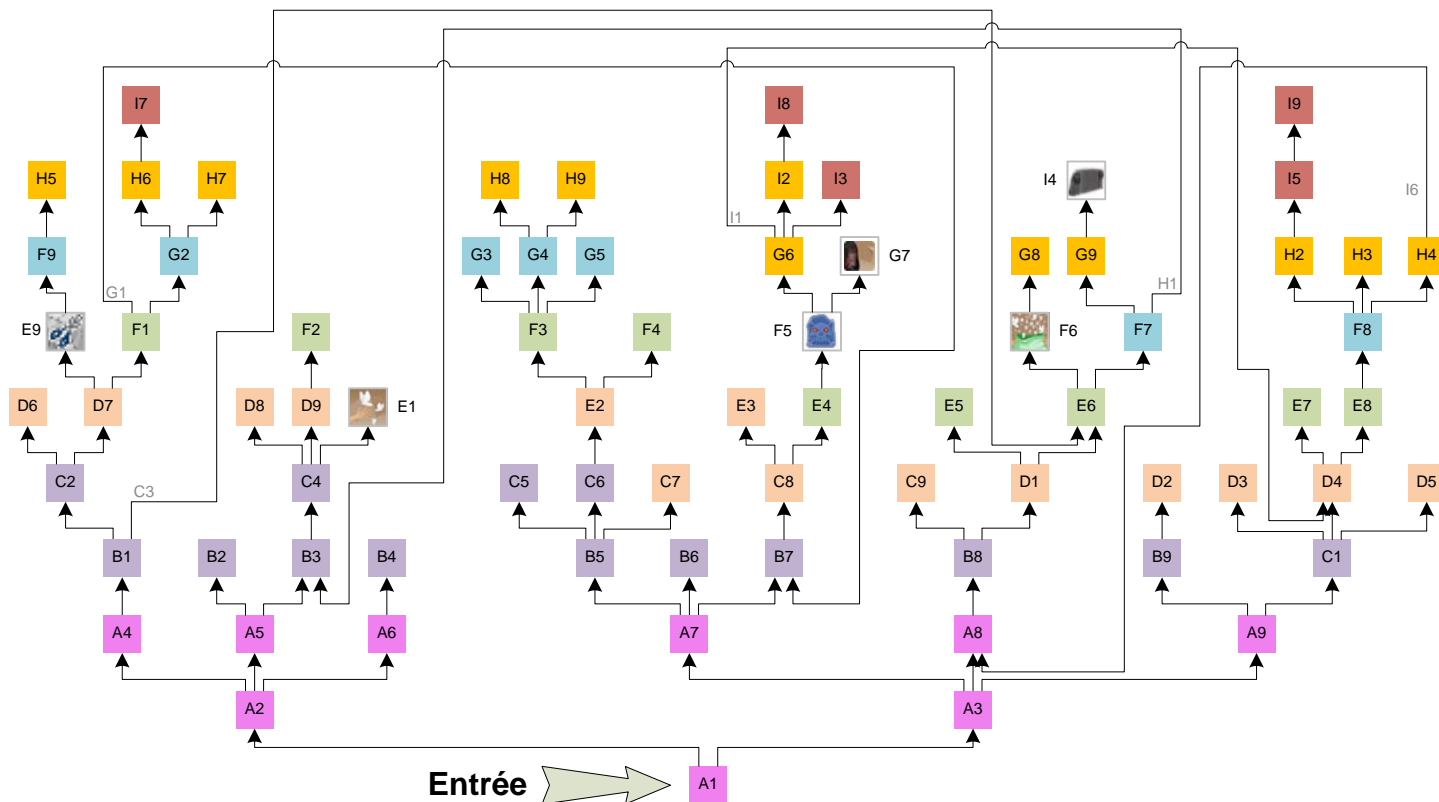 I7 I8 I9
H5 H6 H7 H8 H9 I2 I3 I4 I5 I6
I1
F9 G2 G3 G4 G5 G6 G7 G8 G9 H2 H3 H4
G1 H1
E9 F1 F2 F3 F4 F5 F6 F7 F8
D6 D7 D8 D9 E1 E2 E3 E4 E5 E6 E7 E8
C2 C3 C4 C5 C6 C7 C8 C9 D1 D2 D3 D4 D5
B1 B2 B3 B4 B5 B6 B7 B8 B9 C1
A4 A5 A6 A7 A8 A9
A2 A3
Entrée A1